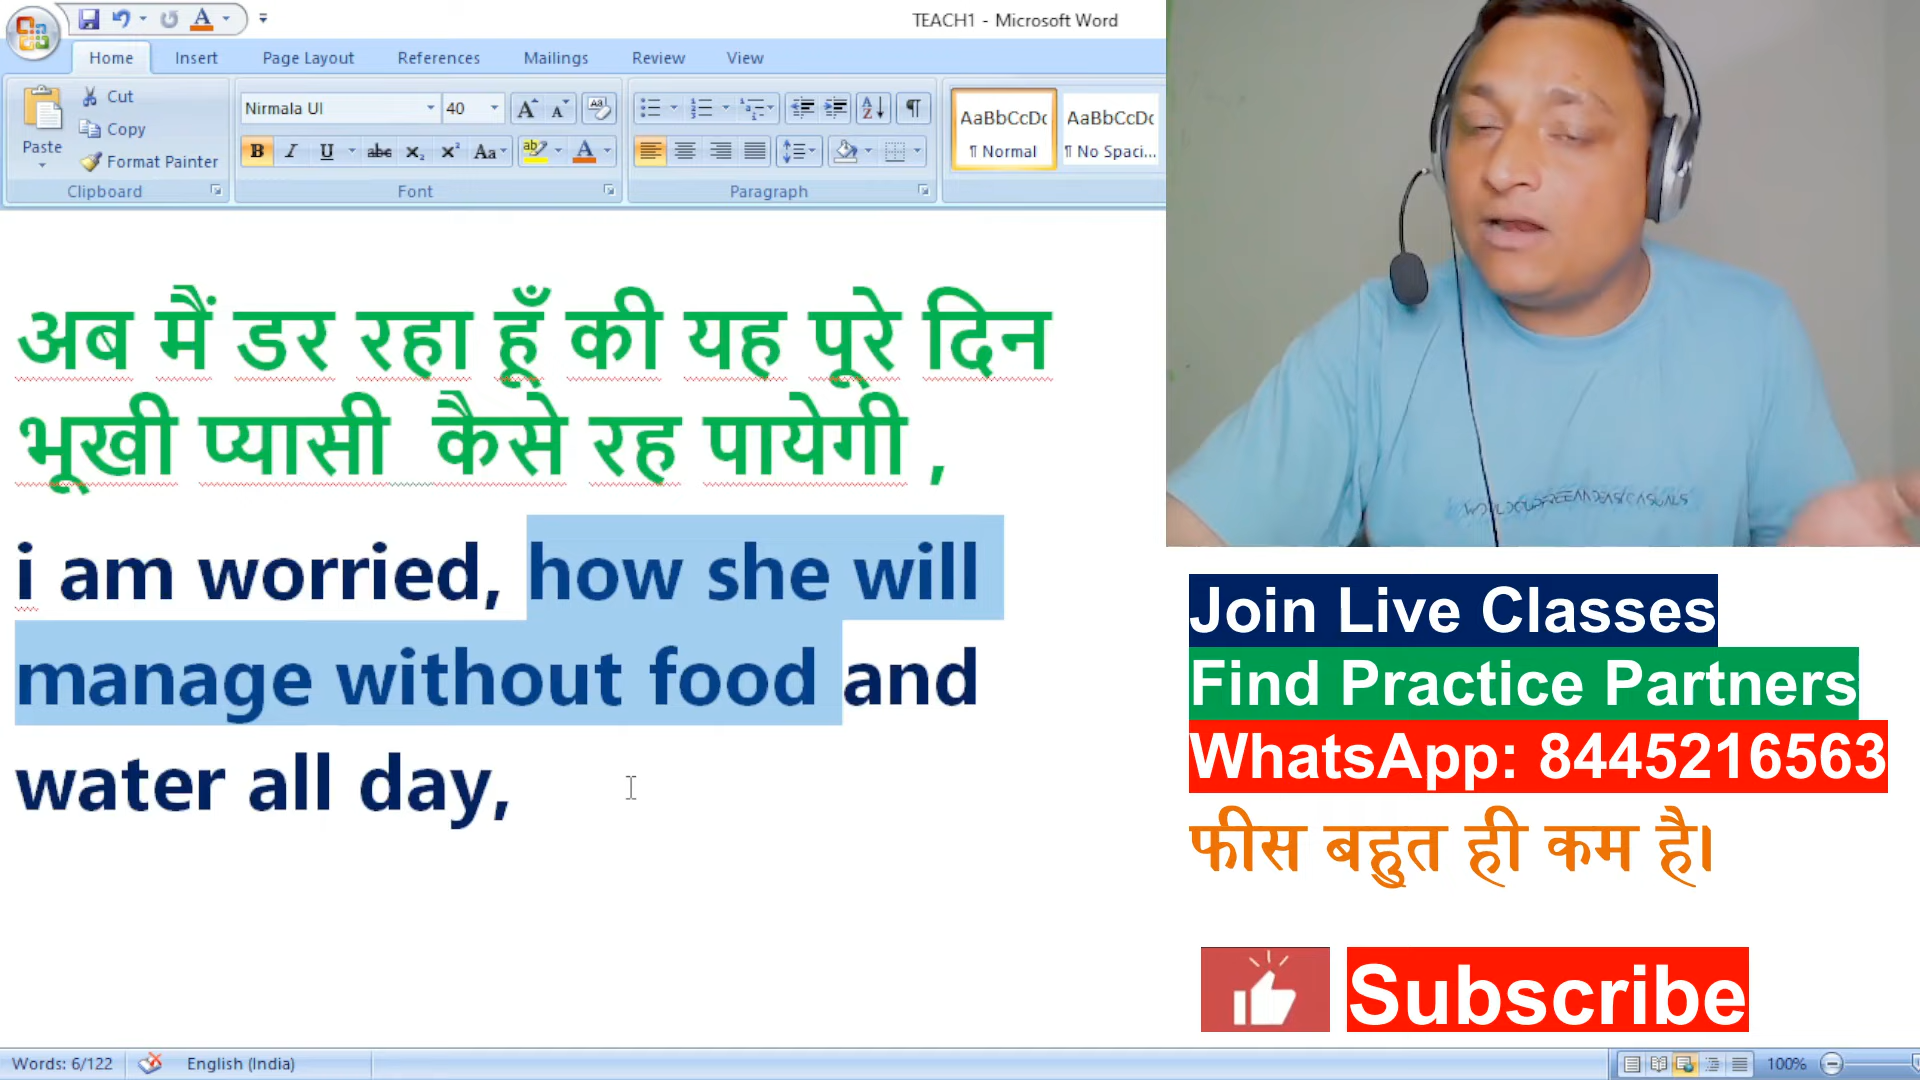 TEACH1 - Microsoft Word
Home Insert Page Layout References Mailings Review View
Paste
Cut
Copy
Format Painter
Clipboard
Nirmala UI 40
Font
Paragraph
AaBbCcDc AaBbCcDc
¶ Normal ¶ No Spaci...
अब मैं डर रहा हूँ की यह पूरे दिन
भूखी प्यासी कैसे रह पायेगी ,
i am worried, how she will
manage without food and
water all day,
Join Live Classes
Find Practice Partners
WhatsApp: 8445216563
फीस बहुत ही कम है।
Subscribe
Words: 6/122 English (India) 100%